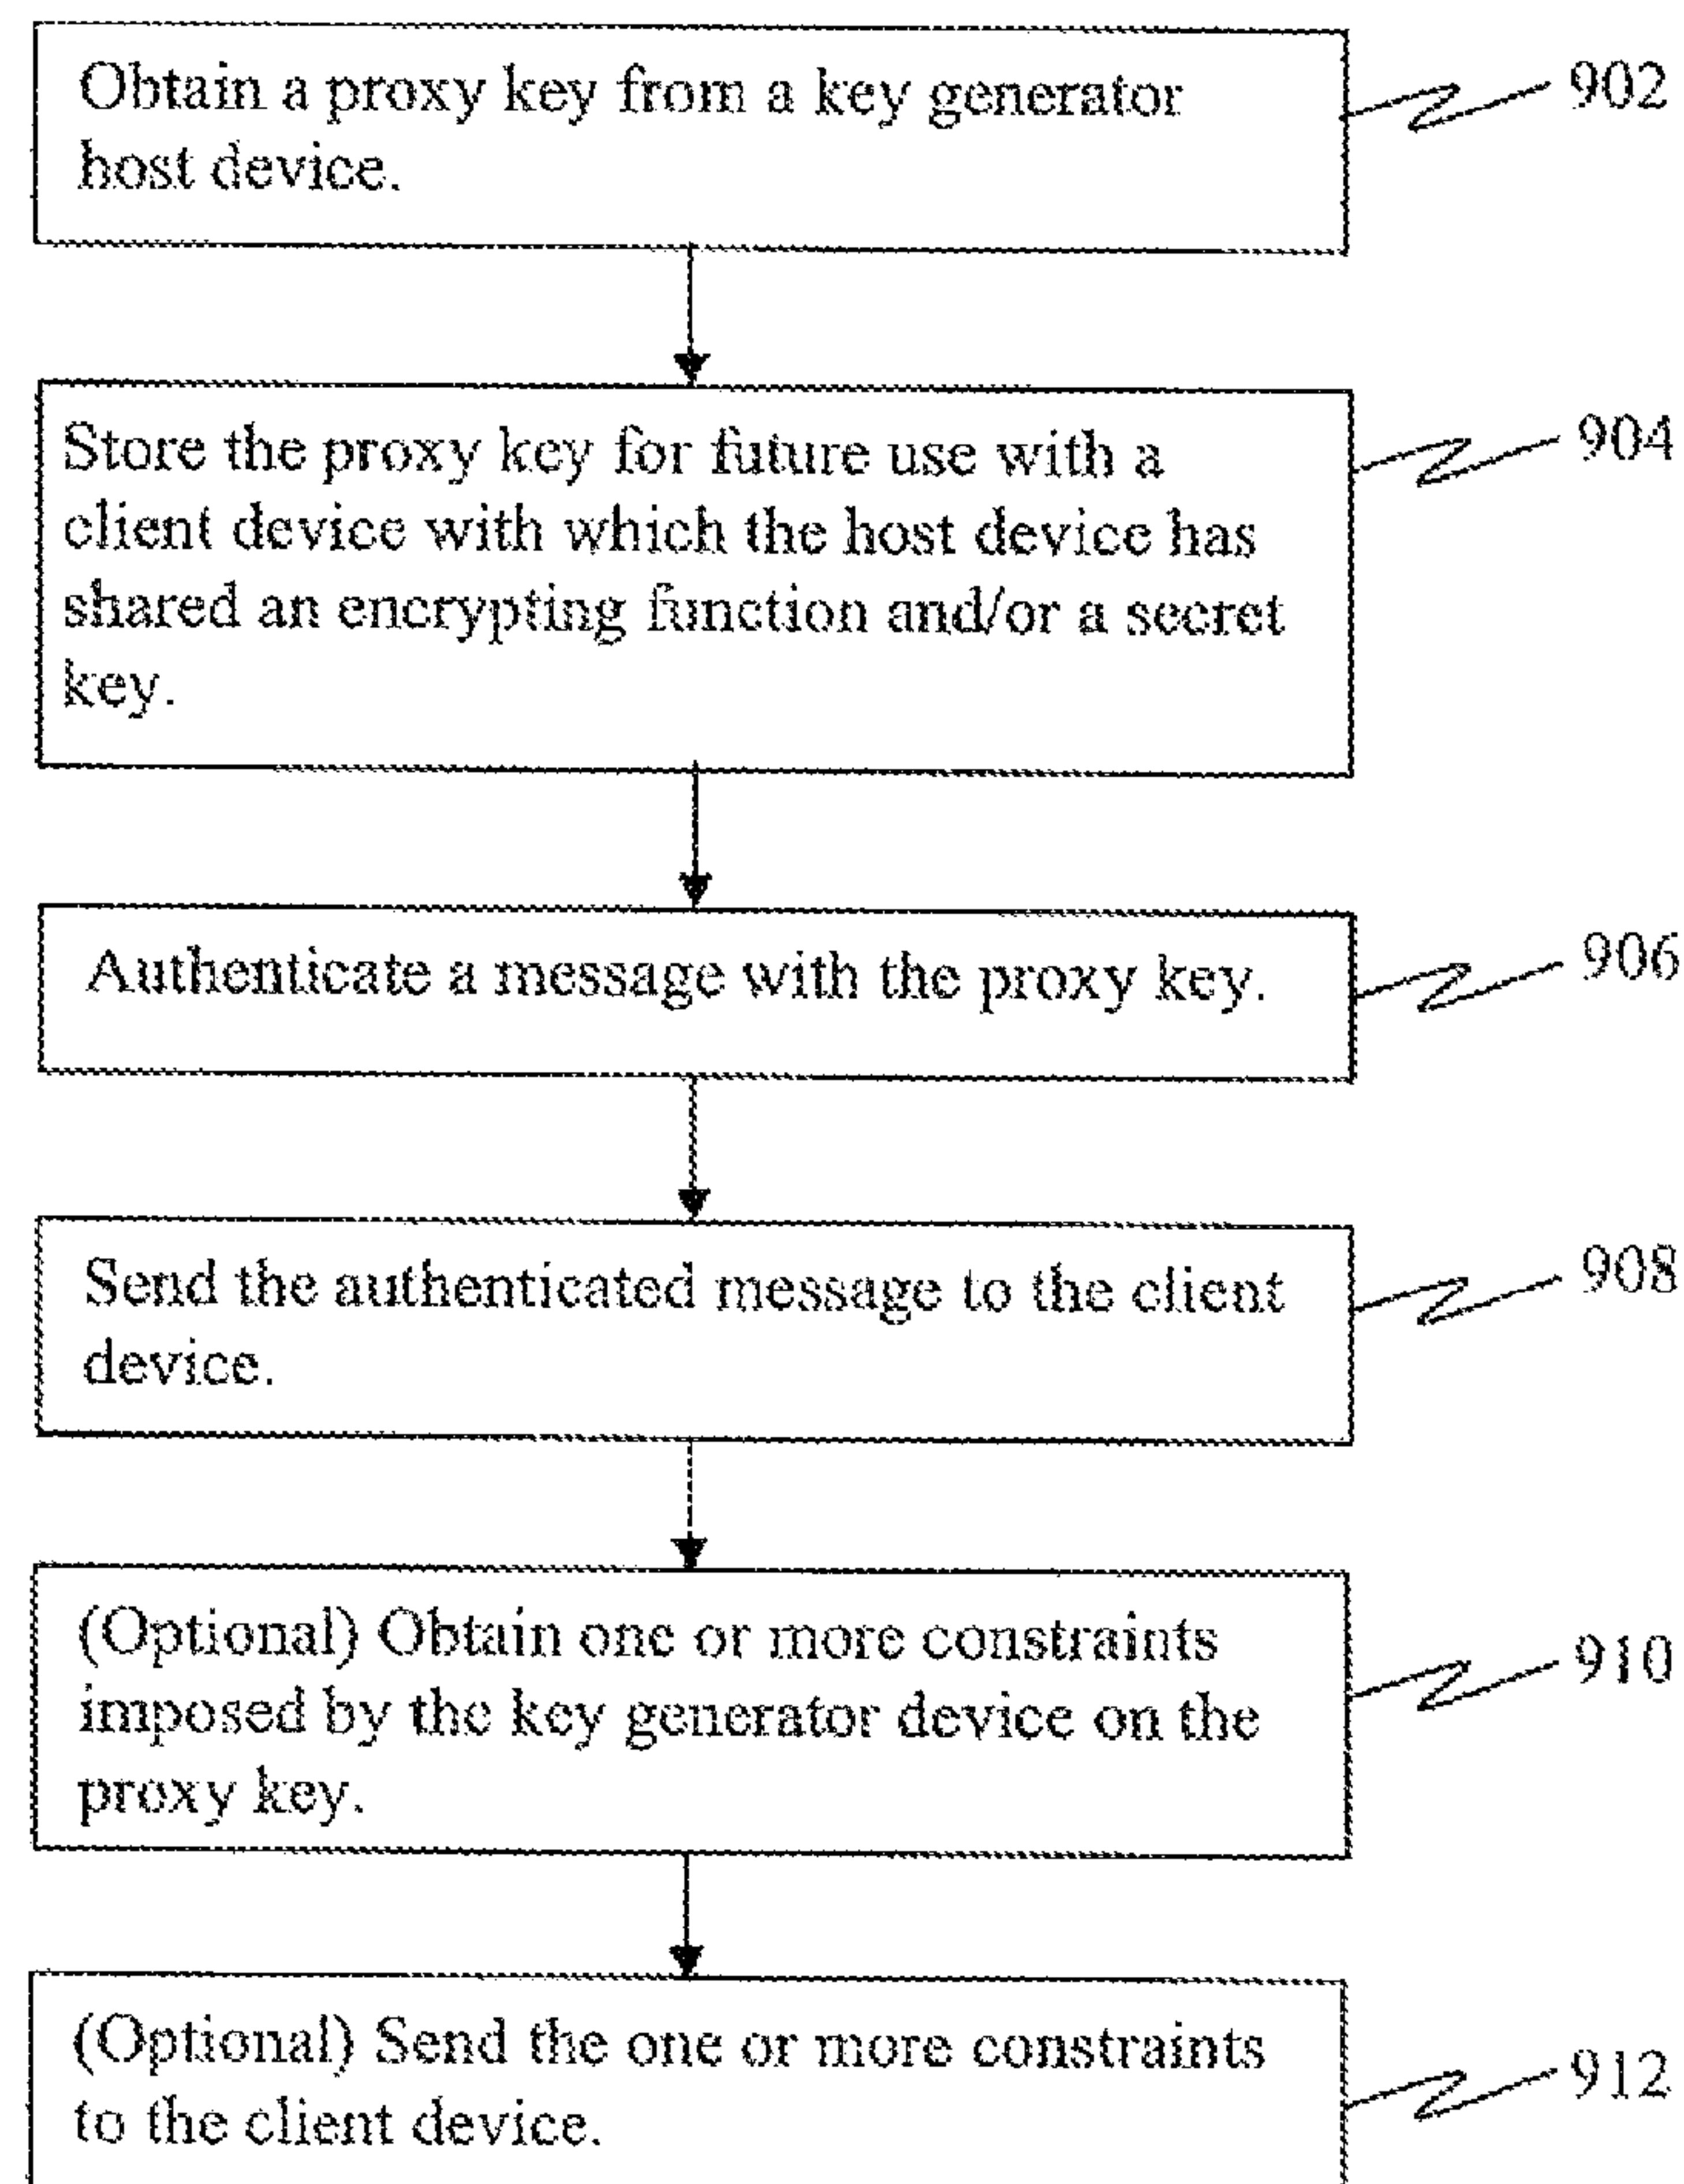 Obtain a proxy key from a key generator
host device.
902
Store the proxy key for future use with a
client device with which the host device has
shared an encrypting function and/or a secret
key.
904
Authenticate a message with the proxy key.
906
Send the authenticated message to the client
device.
908
(Optional) Obtain one or more constraints
imposed by the key generator device on the
proxy key.
910
(Optional) Send the one or more constraints
to the client device.
912